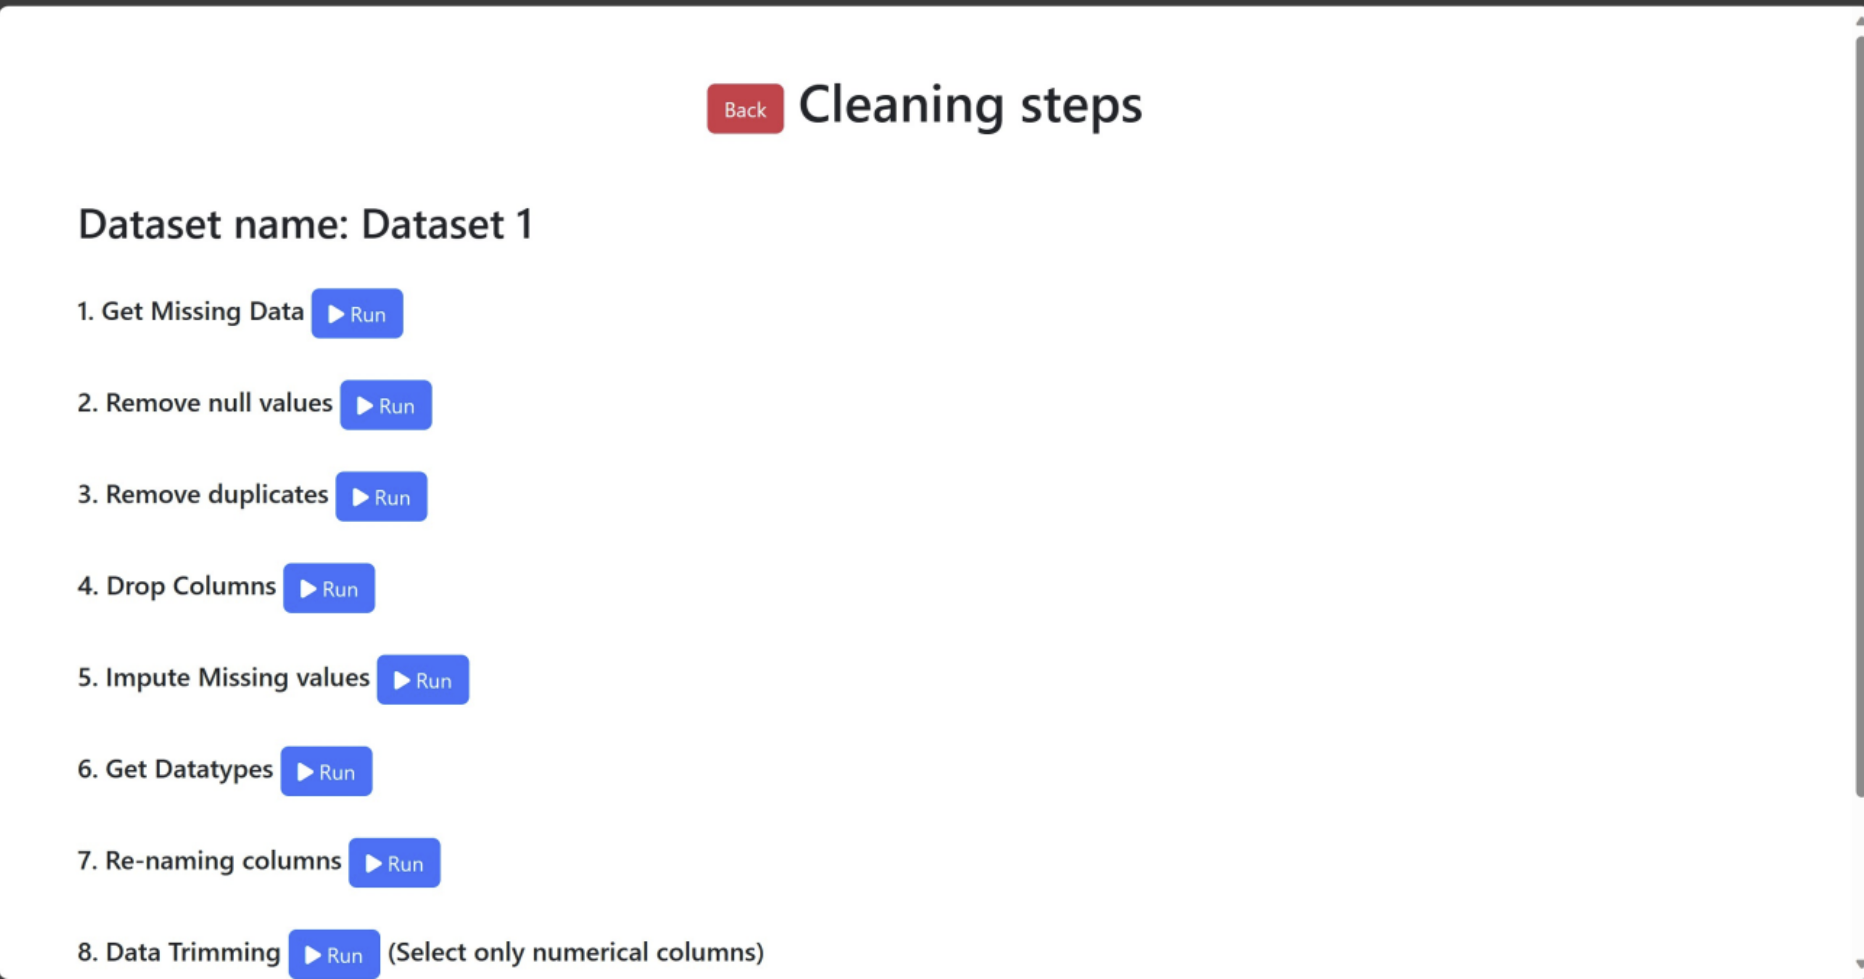 Back Cleaning steps
Dataset name: Dataset 1
1. Get Missing Data Run
2. Remove null values Run
3. Remove duplicates Run
4. Drop Columns Run
5. Impute Missing values Run
6. Get Datatypes Run
7. Re-naming columns Run
8. Data Trimming Run (Select only numerical columns)